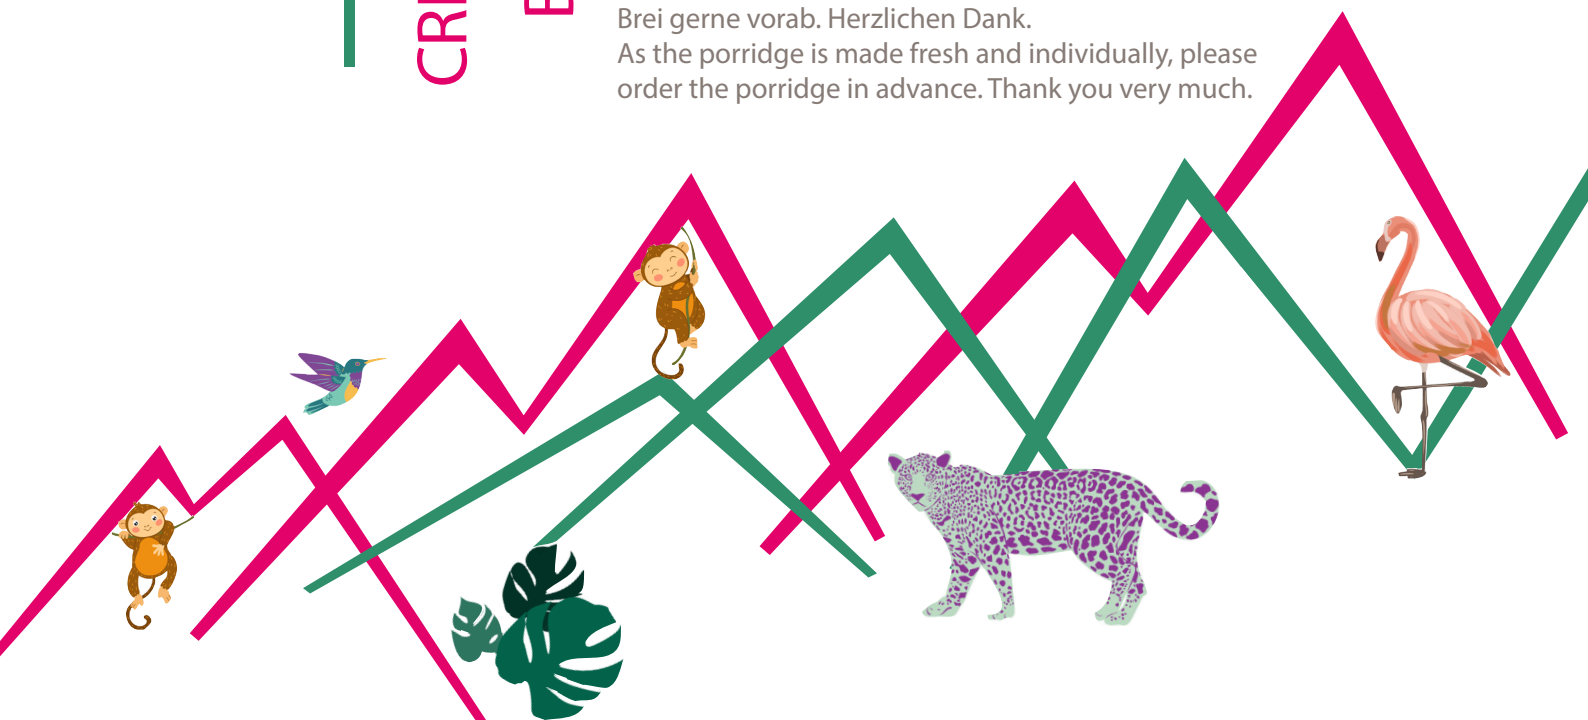 CRE
E
Brei gerne vorab. Herzlichen Dank.
As the porridge is made fresh and individually, please
order the porridge in advance. Thank you very much.